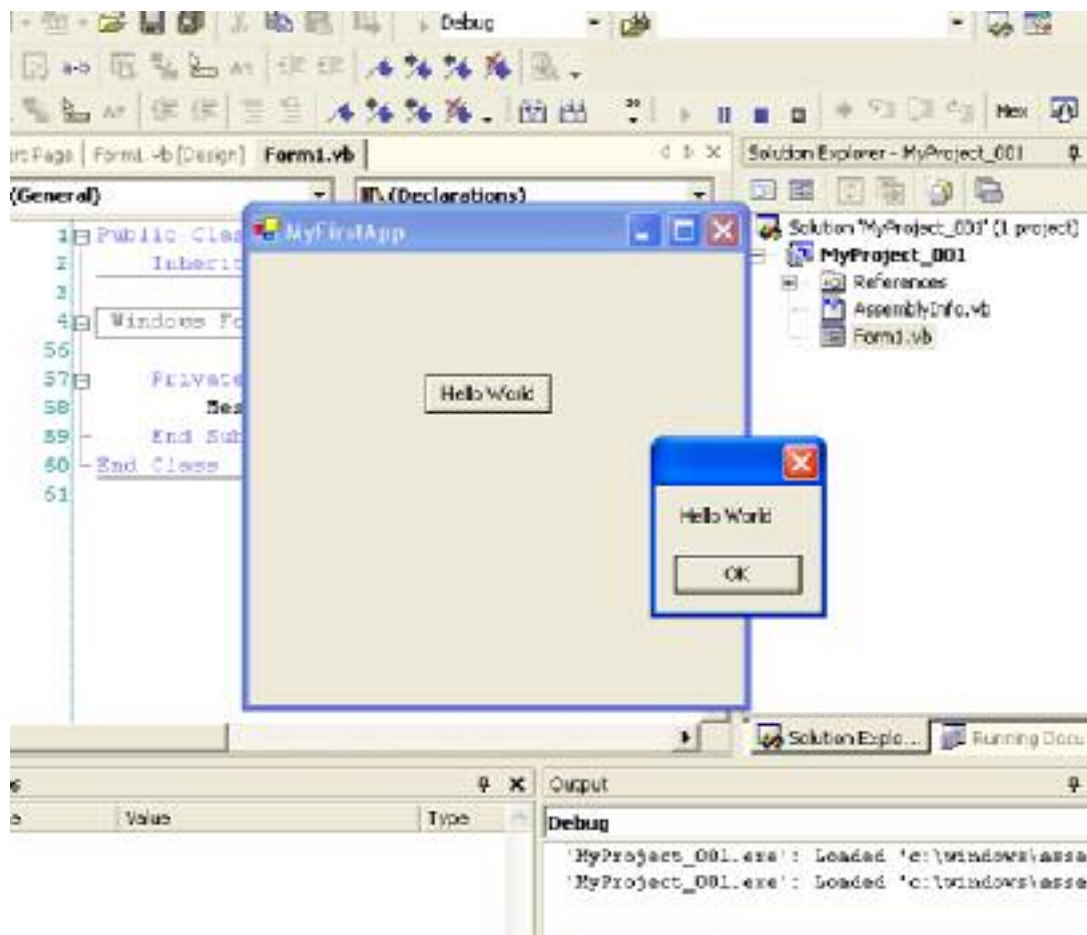 Debug
Hex
Form1.vb [Design]
Form1.vb
Solution Explorer - MyProject_001
(General)
(Declarations)
MyFirstApp
Solution 'MyProject_001' (1 project)
MyProject_001
References
AssemblyInfo.vb
Form1.vb
1 Public Clas
2 Inherit
3
4 Windows Fo
56
57 Private
58 Mes
59 End Sub
60 End Class
61
Hello World
Hello World
OK
Solution Explo...
Running Docu
Output
Value
Type
Debug
'MyProject_001.exe': Loaded 'c:\windows\asse
'MyProject_001.exe': Loaded 'c:\windows\asse